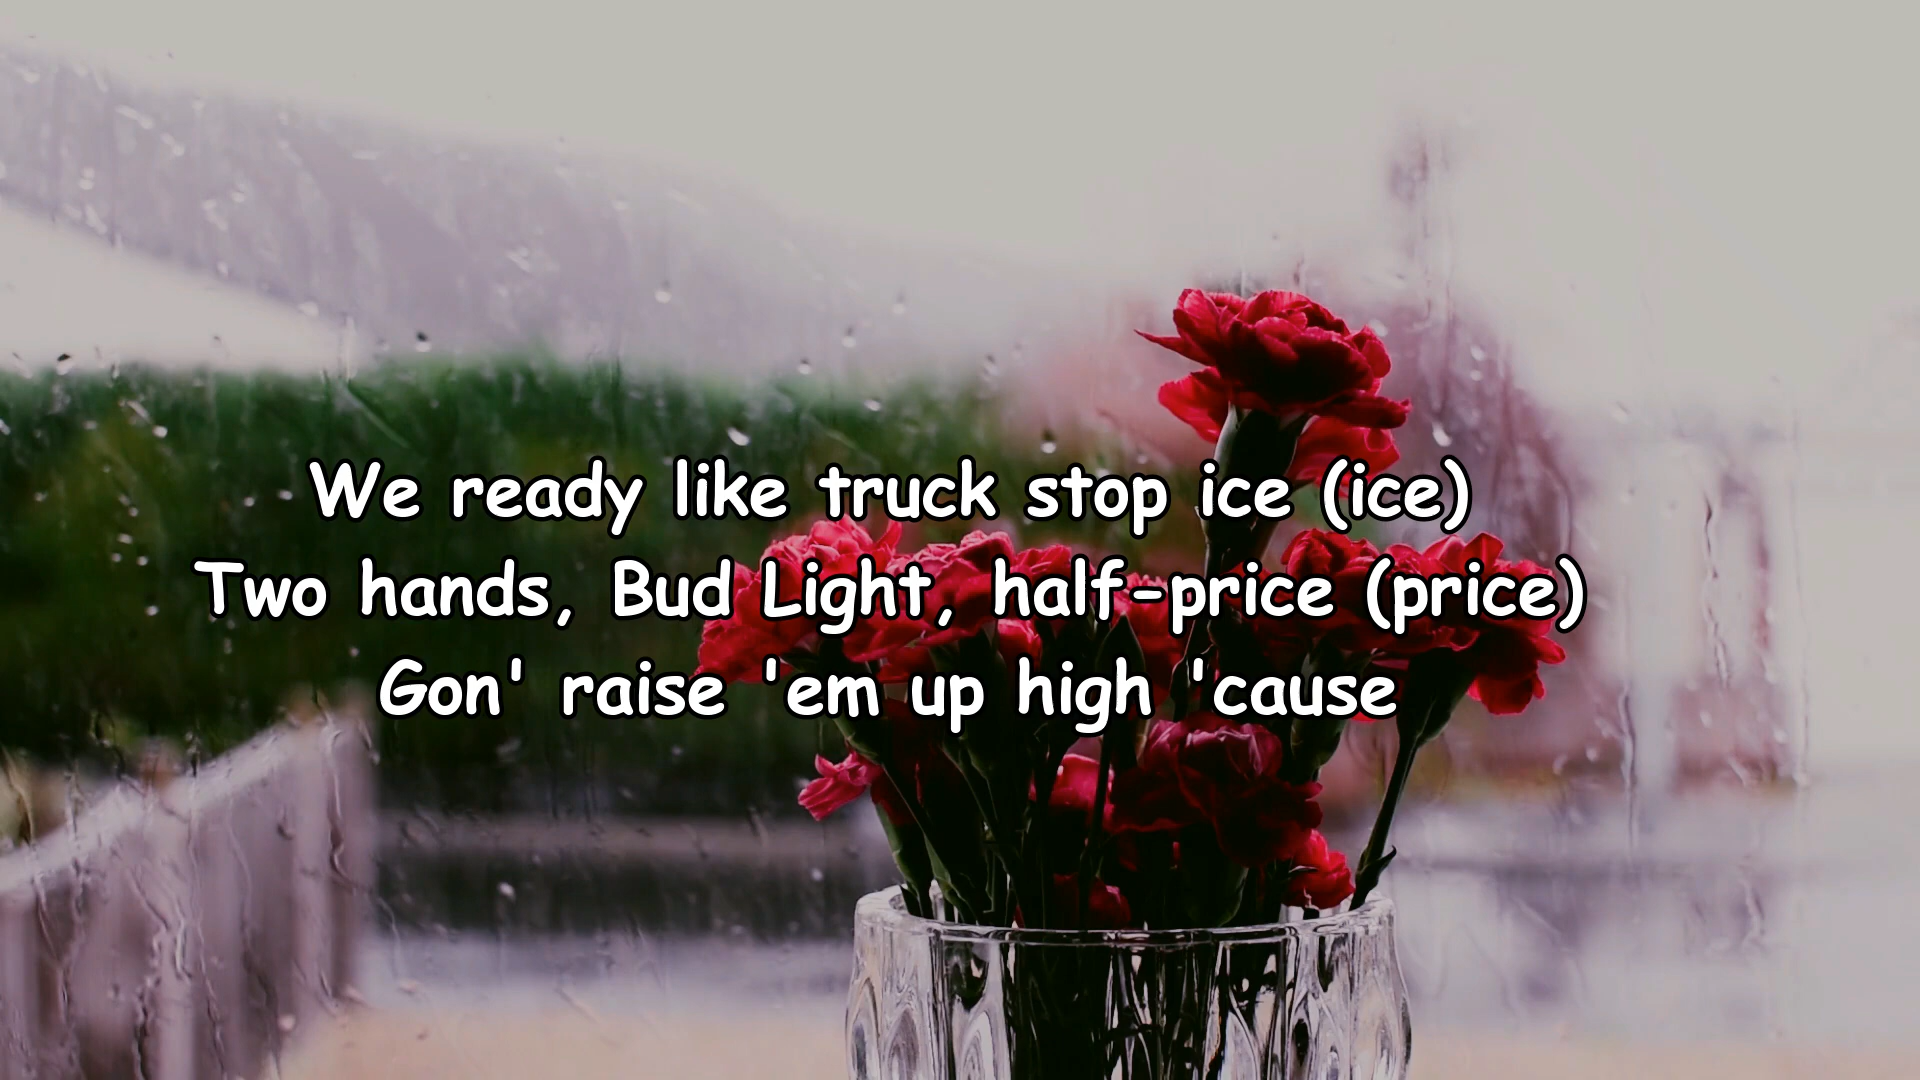 We ready like truck stop ice (ice)
Two hands, Bud Light, half-price (price)
Gon' raise 'em up high 'cause